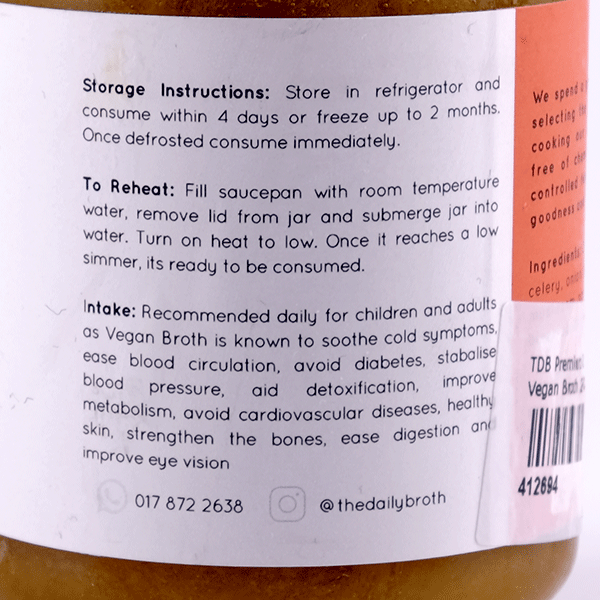 Storage Instructions: Store in refrigerator and
consume within 4 days or freeze up to 2 months.
Once defrosted consume immediately.
To Reheat: Fill saucepan with room temperature
water, remove lid from jar and submerge jar into
water. Turn on heat to low. Once it reaches a low
simmer, its ready to be consumed.
Intake: Recommended daily for children and adults
as Vegan Broth is known to soothe cold symptoms,
ease blood circulation, avoid diabetes, stabalise
blood pressure, aid detoxification, improve
metabolism, avoid cardiovascular diseases, healthy
skin, strengthen the bones, ease digestion and
improve eye vision
017 872 2638 @thedailybroth
We spend
selecting
cooking
free of
controlled
goodness
Ingredients
celery,
TDB
Vegan Broth
412694